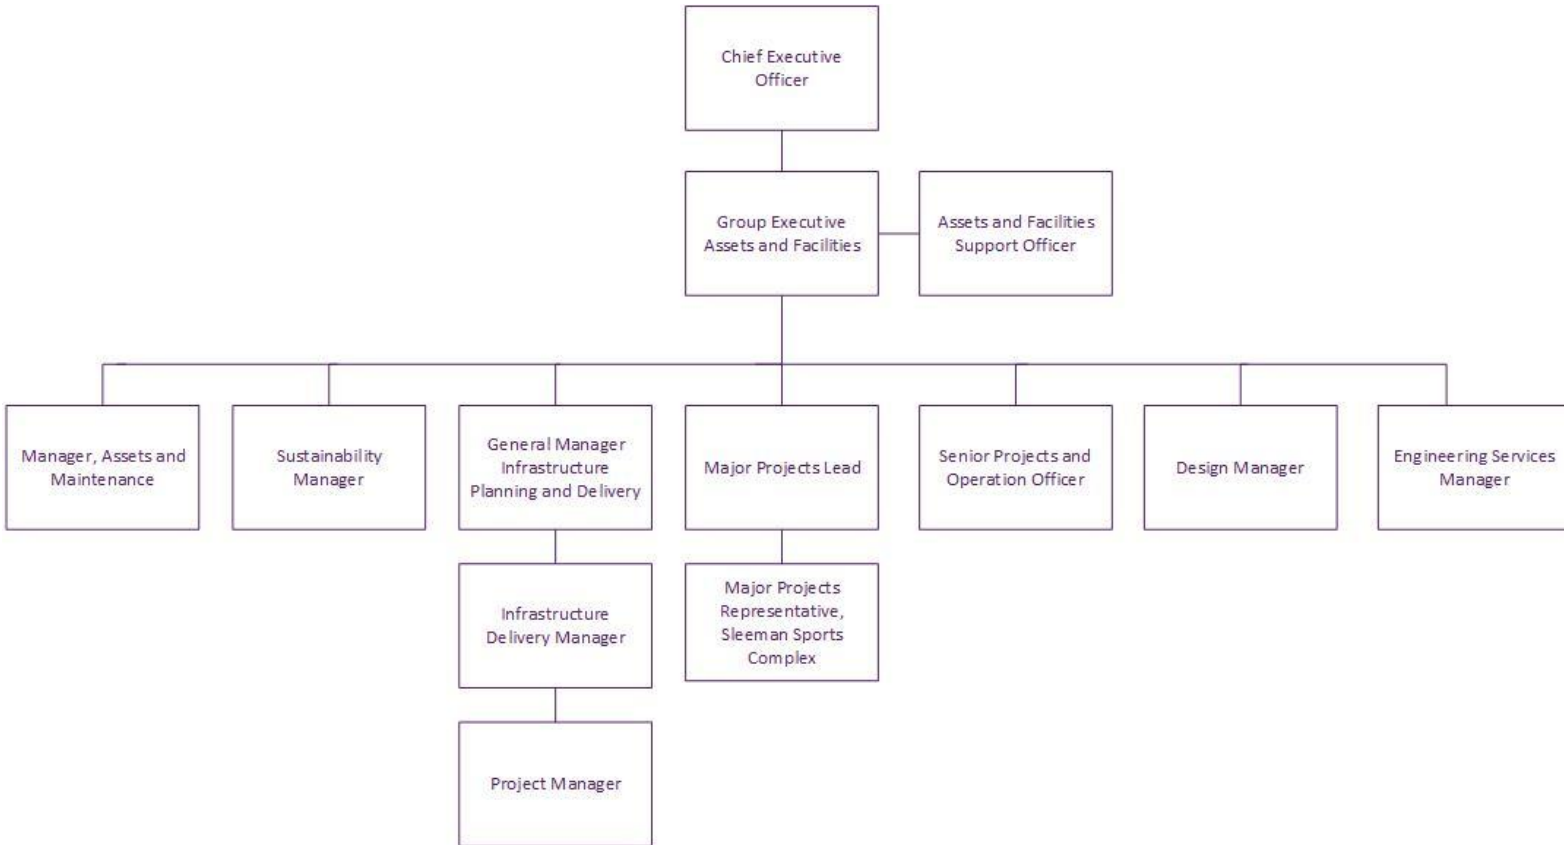 Chief Executive
Officer
Group Executive
Assets and Facilities
Assets and Facilities
Support Officer
Manager, Assets and
Maintenance
Sustainability
Manager
General Manager
Infrastructure
Planning and Delivery
Major Projects Lead
Senior Projects and
Operation Officer
Design Manager
Engineering Services
Manager
Infrastructure
Delivery Manager
Major Projects
Representative,
Sleeman Sports
Complex
Project Manager